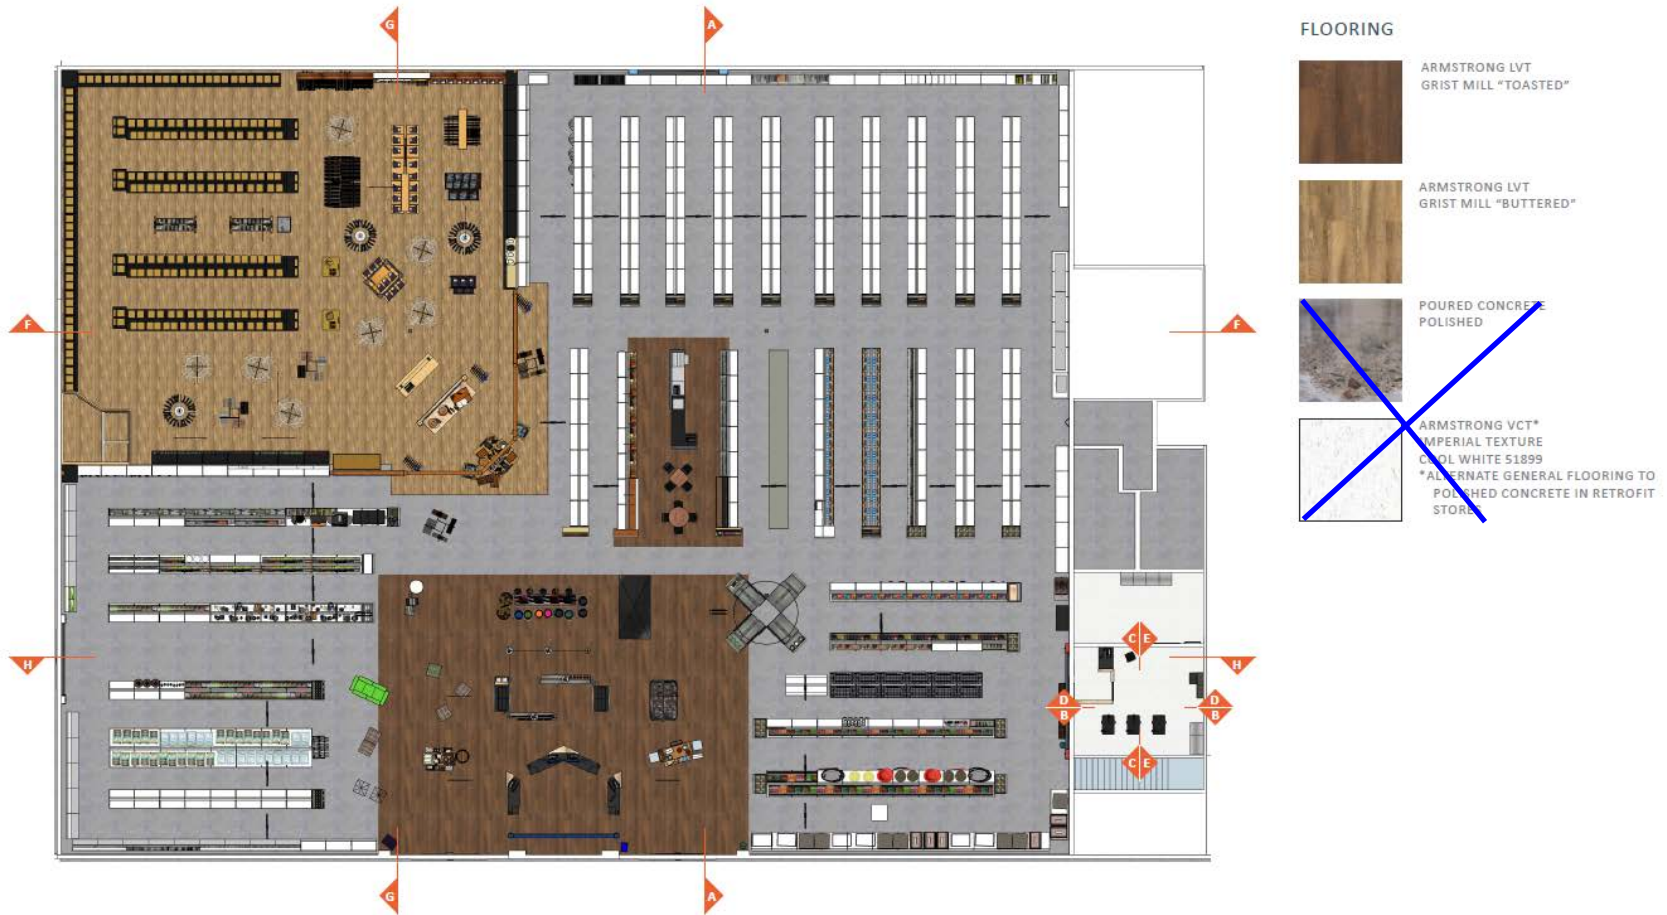 G
A
FLOORING
ARMSTRONG LVT
GRIST MILL "TOASTED"
ARMSTRONG LVT
GRIST MILL "BUTTERED"
F
F
POURED CONCRETE
POLISHED
ARMSTRONG VCT*
IMPERIAL TEXTURE
COOL WHITE 51899
*ALTERNATE GENERAL FLOORING TO
POLISHED CONCRETE IN RETROFIT
STORES
C E
H
H
D
B
D
B
C E
G
A